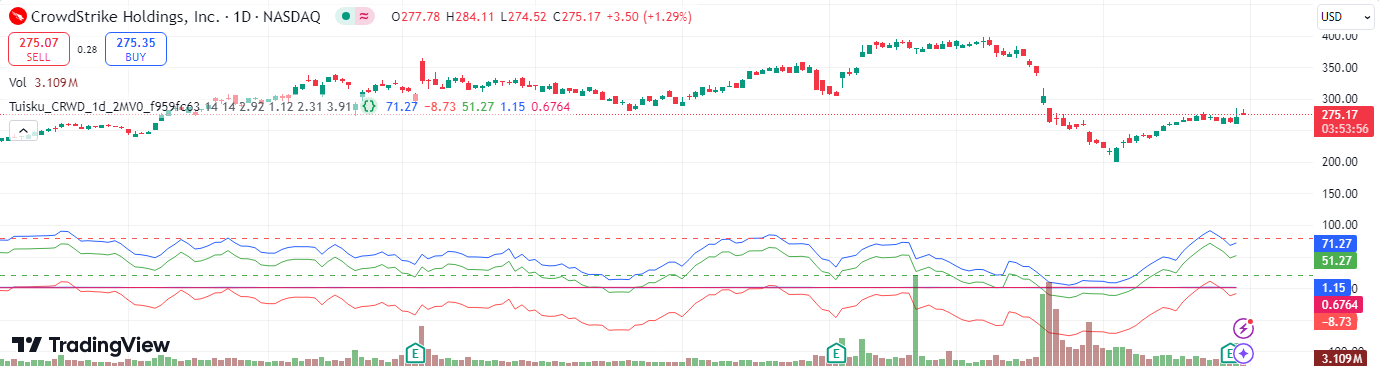 CrowdStrike Holdings, Inc. · 1D · NASDAQ O277.78 H284.11 L274.52 C275.17 +3.50 (+1.29%)
USD
275.07 SELL 0.28 275.35 BUY
Vol 3.109M
Tuisku_CRWD_1d_2MV0_f959fc63 14 14 2.92 1.12 2.31 3.91 {} 71.27 −8.73 51.27 1.15 0.6764
400.00
350.00
300.00
275.17
03:53:56
200.00
150.00
100.00
71.27
51.27
1.15
0.6764
−8.73
3.109M
E
E
E
TradingView